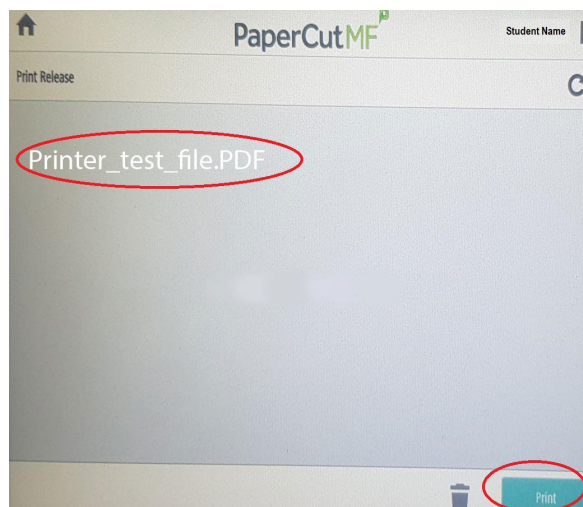 PaperCutMF
Student Name
Print Release
Printer_test_file.PDF
Print